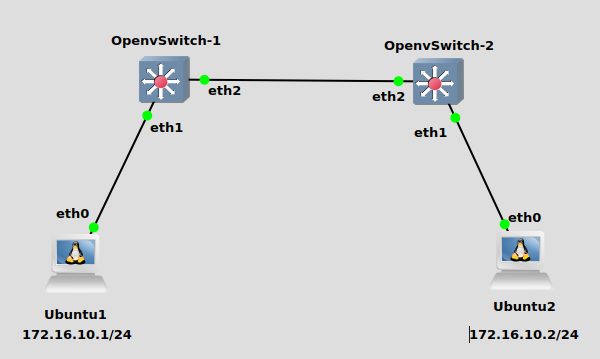 OpenvSwitch-1
OpenvSwitch-2
eth2
eth2
eth1
eth1
eth0
eth0
Ubuntu1
Ubuntu2
172.16.10.1/24
172.16.10.2/24